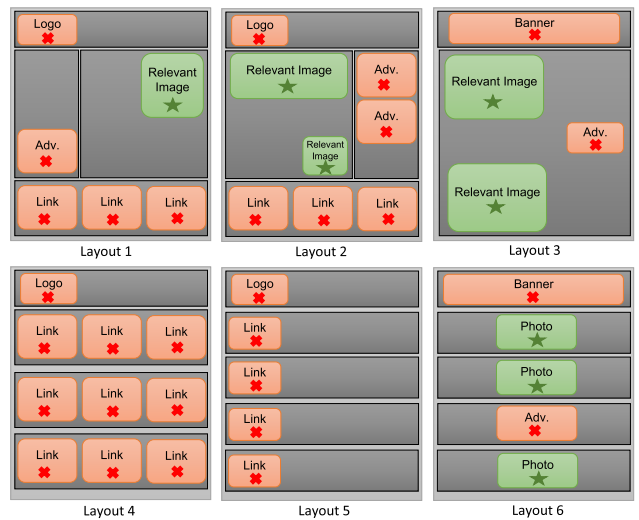 Logo
Relevant
Image
Adv.
Link Link Link
Layout 1
Logo
Relevant Image
Adv.
Adv.
Relevant
Image
Link Link Link
Layout 2
Banner
Relevant Image
Adv.
Relevant Image
Layout 3
Logo
Link Link Link
Link Link Link
Link Link Link
Layout 4
Logo
Link
Link
Link
Link
Layout 5
Banner
Photo
Photo
Adv.
Photo
Layout 6